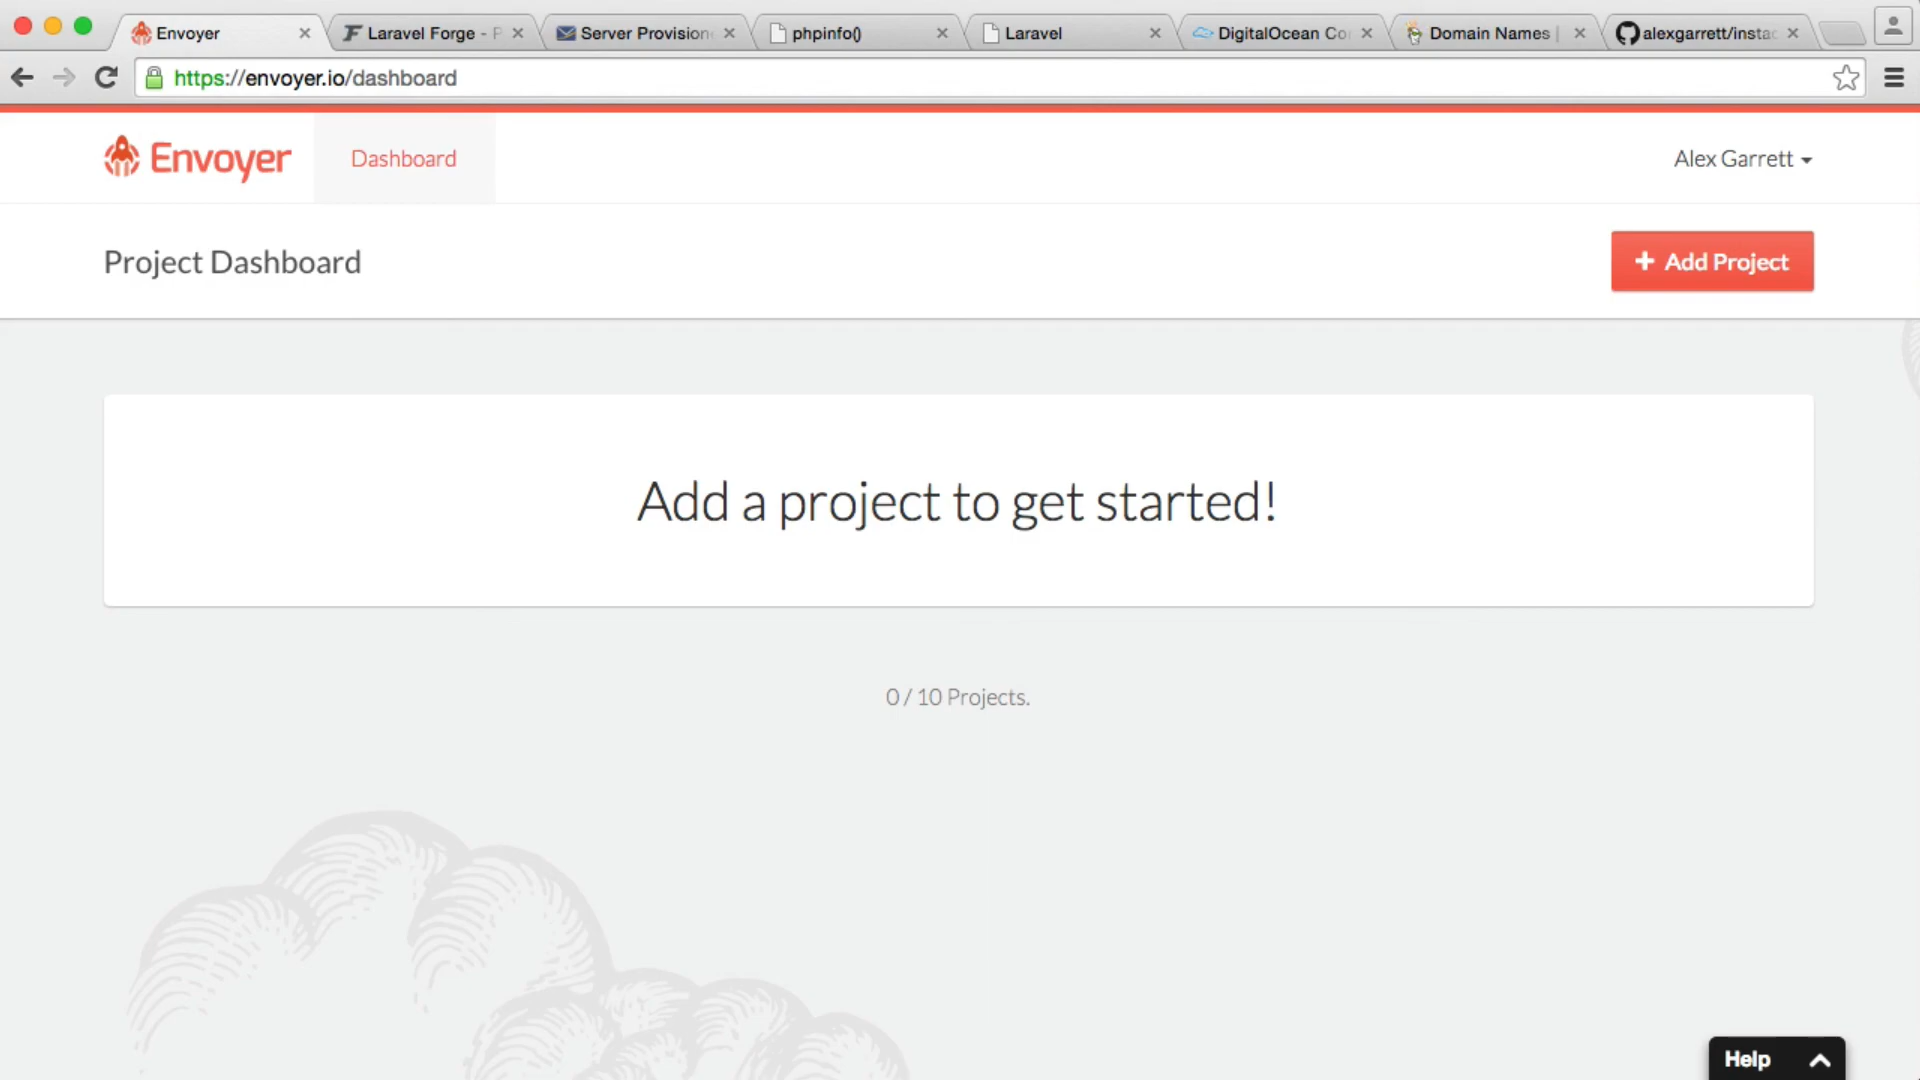 Envoyer
Laravel Forge - P
Server Provision
phpinfo()
Laravel
DigitalOcean Co
Domain Names |
alexgarrett/insta
https://envoyer.io/dashboard
Envoyer
Dashboard
Alex Garrett
Project Dashboard
+ Add Project
Add a project to get started!
0 / 10 Projects.
Help